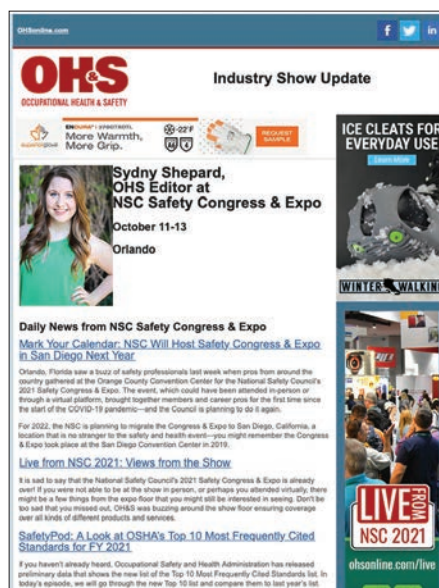 OHSonline.com
f
in
OH&S
OCCUPATIONAL HEALTH & SAFETY
Industry Show Update
superiorglove
ENDURA
More Warmth,
More Grip.
-22°F
REQUEST
SAMPLE
ICE CLEATS FOR
EVERYDAY USE
Learn More
WINTER WALKIN
Sydny Shepard,
OHS Editor at
NSC Safety Congress & Expo
October 11-13
Orlando
Daily News from NSC Safety Congress & Expo
Mark Your Calendar: NSC Will Host Safety Congress & Expo
in San Diego Next Year
Orlando, Florida saw a buzz of safety professionals last week when pros from around the
country gathered at the Orange County Convention Center for the National Safety Council's
2021 Safety Congress & Expo. The event, which could have been attended in-person or
through a virtual platform, brought together members and career pros for the first time since
the start of the COVID-19 pandemic—and the Council is planning to do it again.
For 2022, the NSC is planning to migrate the Congress & Expo to San Diego, California, a
location that is no stranger to the safety and health event—you might remember the Congress
& Expo took place at the San Diego Convention Center in 2019.
Live from NSC 2021: Views from the Show
It is sad to say that the National Safety Council's 2021 Safety Congress & Expo is already
over! If you were not able to be at the show in person, or perhaps you attended virtually, there
might be a few things from the expo floor that you might still be interested in seeing. Don't be
too sad that you missed out, OH&S was buzzing around the show floor ensuring coverage
over all kinds of different products and services.
SafetyPod: A Look at OSHA's Top 10 Most Frequently Cited
Standards for FY 2021
If you haven't already heard, Occupational Safety and Health Administration has released
preliminary data that shows the new list of the Top 10 Most Frequently Cited Standards list. In
today's episode, we will go through the new Top 10 list and compare them to last year's list.
LIVE FROM
NSC 2021
ohsonline.com/live